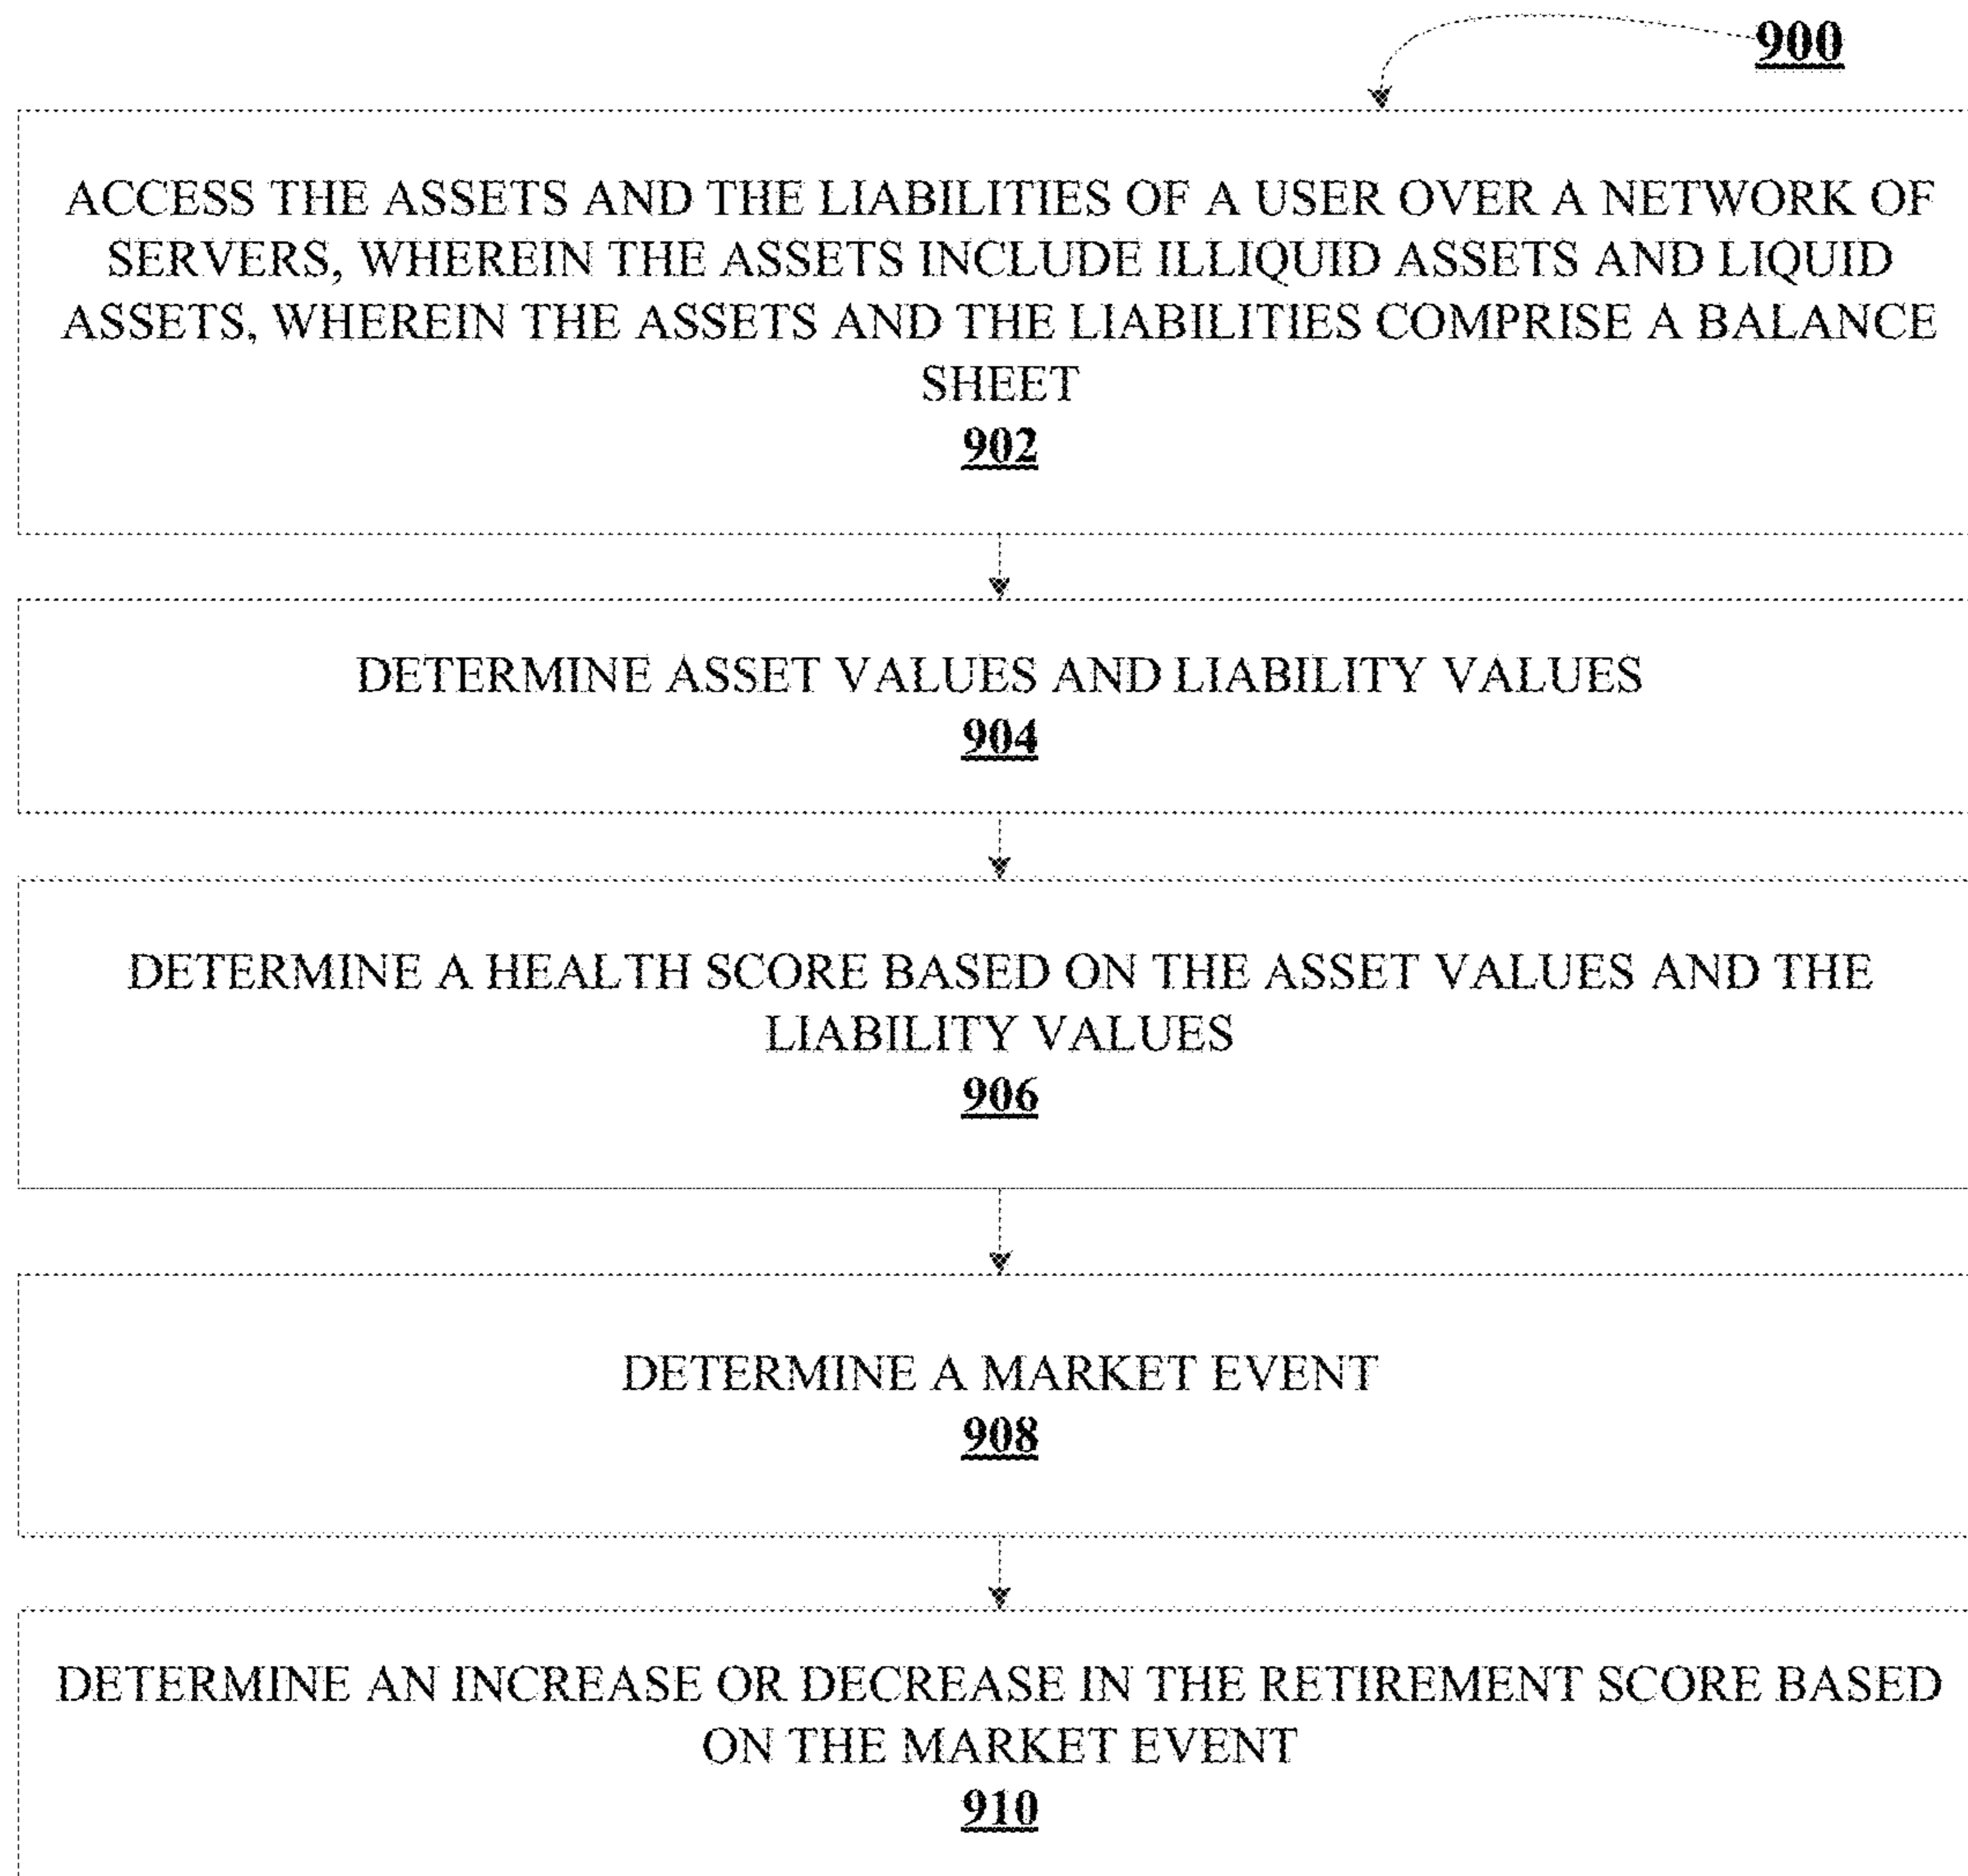 900
ACCESS THE ASSETS AND THE LIABILITIES OF A USER OVER A NETWORK OF
SERVERS, WHEREIN THE ASSETS INCLUDE ILLIQUID ASSETS AND LIQUID
ASSETS, WHEREIN THE ASSETS AND THE LIABILITIES COMPRISE A BALANCE
SHEET
902
DETERMINE ASSET VALUES AND LIABILITY VALUES
904
DETERMINE A HEALTH SCORE BASED ON THE ASSET VALUES AND THE
LIABILITY VALUES
906
DETERMINE A MARKET EVENT
908
DETERMINE AN INCREASE OR DECREASE IN THE RETIREMENT SCORE BASED
ON THE MARKET EVENT
910